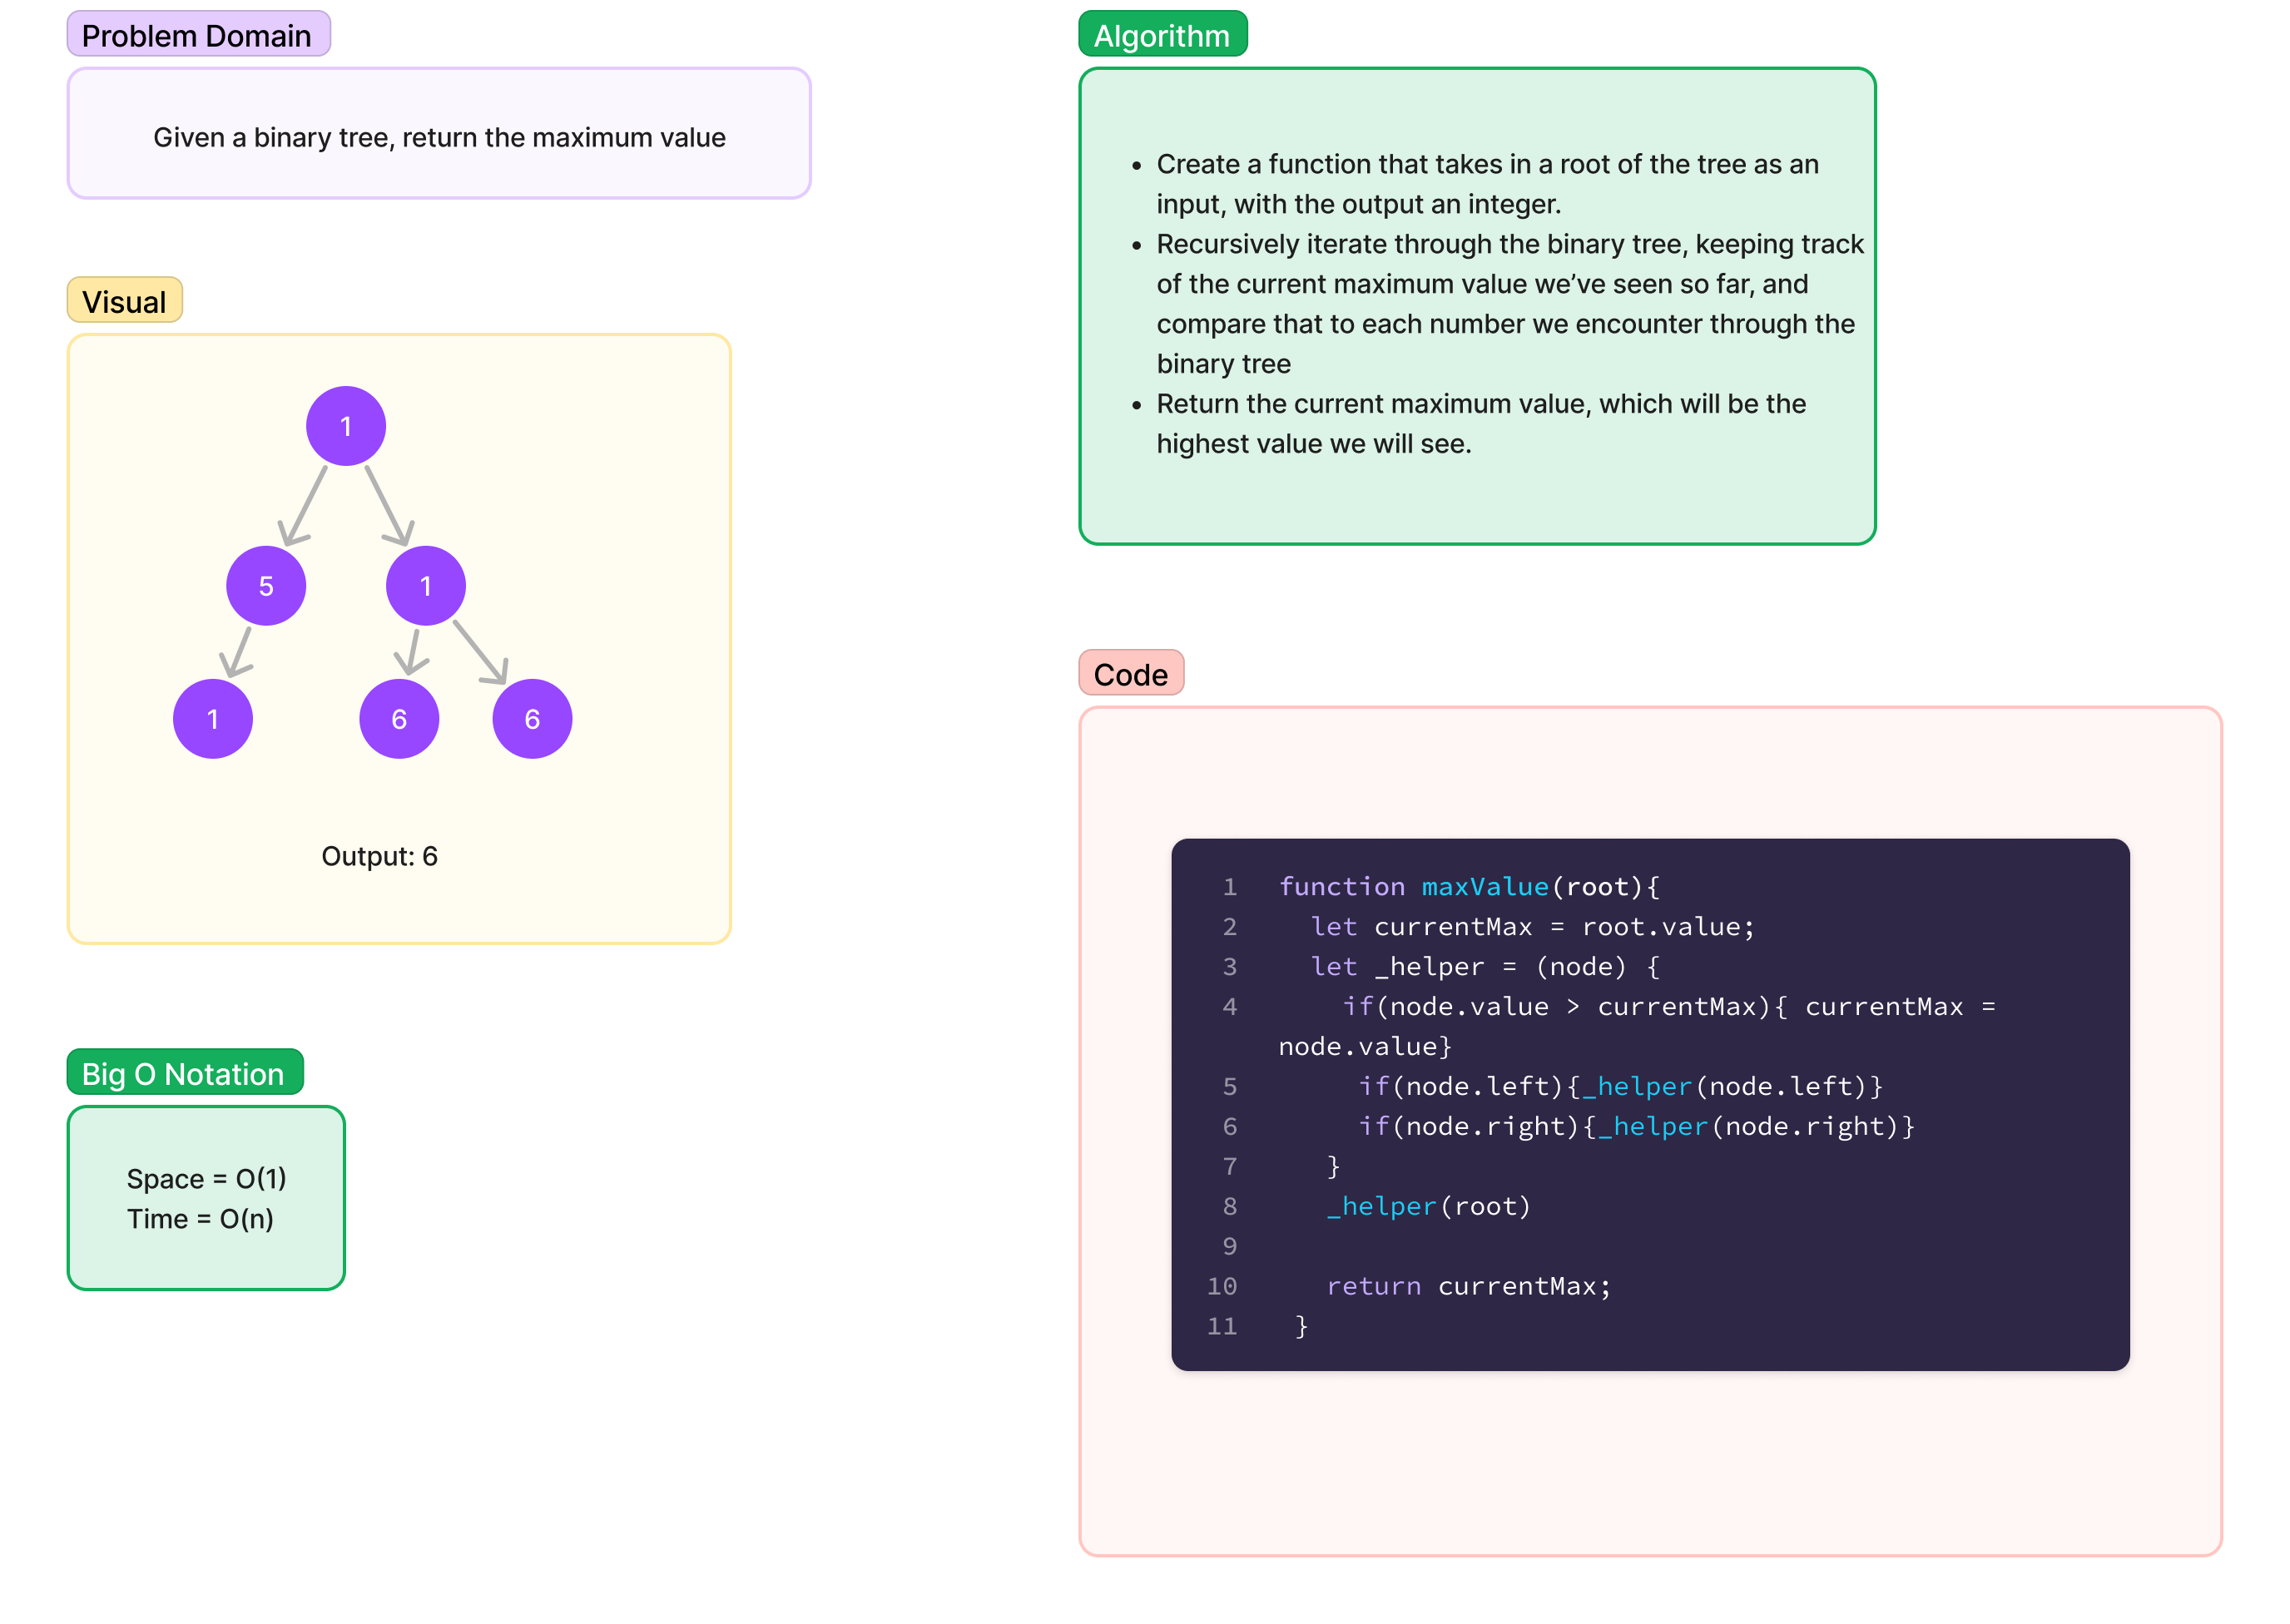 Problem Domain
Given a binary tree, return the maximum value
Visual
1
5
1
1
6
6
Output: 6
Big O Notation
Space = O(1)
Time = O(n)
Algorithm
• Create a function that takes in a root of the tree as an
input, with the output an integer.
• Recursively iterate through the binary tree, keeping track
of the current maximum value we’ve seen so far, and
compare that to each number we encounter through the
binary tree
• Return the current maximum value, which will be the
highest value we will see.
Code
1 function maxValue(root){
2   let currentMax = root.value;
3   let _helper = (node) {
4     if(node.value > currentMax){ currentMax =
node.value}
5      if(node.left){_helper(node.left)}
6      if(node.right){_helper(node.right)}
7    }
8    _helper(root)
9
10    return currentMax;
11  }